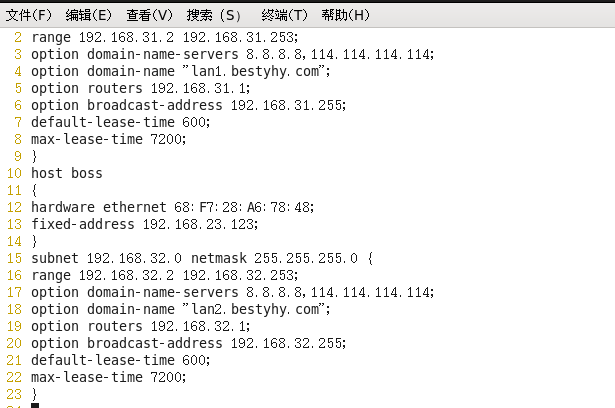 文件(F) 编辑(E) 查看(V) 搜索 (S) 终端(T) 帮助(H)
2 range 192.168.31.2 192.168.31.253;
3 option domain-name-servers 8.8.8.8,114.114.114.114;
4 option domain-name "lan1.bestyhy.com";
5 option routers 192.168.31.1;
6 option broadcast-address 192.168.31.255;
7 default-lease-time 600;
8 max-lease-time 7200;
9 }
10 host boss
11 {
12 hardware ethernet 68:F7:28:A6:78:48;
13 fixed-address 192.168.23.123;
14 }
15 subnet 192.168.32.0 netmask 255.255.255.0 {
16 range 192.168.32.2 192.168.32.253;
17 option domain-name-servers 8.8.8.8,114.114.114.114;
18 option domain-name "lan2.bestyhy.com";
19 option routers 192.168.32.1;
20 option broadcast-address 192.168.32.255;
21 default-lease-time 600;
22 max-lease-time 7200;
23 }